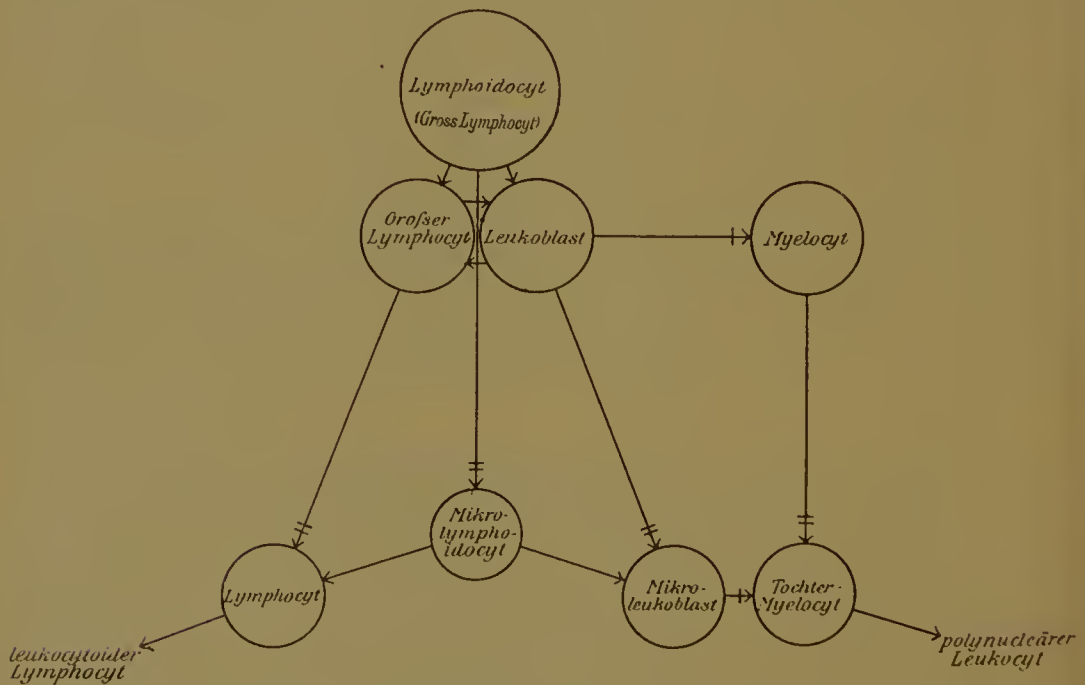 Lymphoidocyt
(Gross Lymphocyt)
Großer
Lymphocyt
Leukoblast
Myelocyt
Mikro-
lympho-
idocyt
Lymphocyt
Mikro-
leukoblast
Tochter-
Myelocyt
leukocytoider
Lymphocyt
polynucleärer
Leukocyt